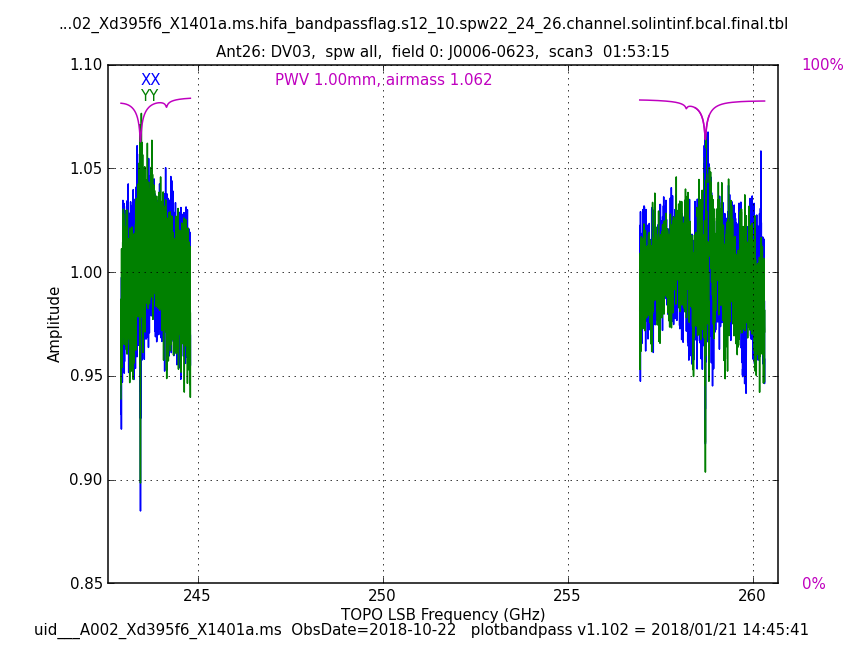 ...02_Xd395f6_X1401a.ms.hifa_bandpassflag.s12_10.spw22_24_26.channel.solintinf.bcal.final.tbl
Ant26: DV03, spw all, field 0: J0006-0623, scan3 01:53:15
1.10
XX
PWV 1.00mm, airmass 1.062
100%
YY
1.05
1.00
Amplitude
0.95
0.90
0.85
0%
245
250
255
260
TOPO LSB Frequency (GHz)
uid___A002_Xd395f6_X1401a.ms ObsDate=2018-10-22 plotbandpass v1.102 = 2018/01/21 14:45:41